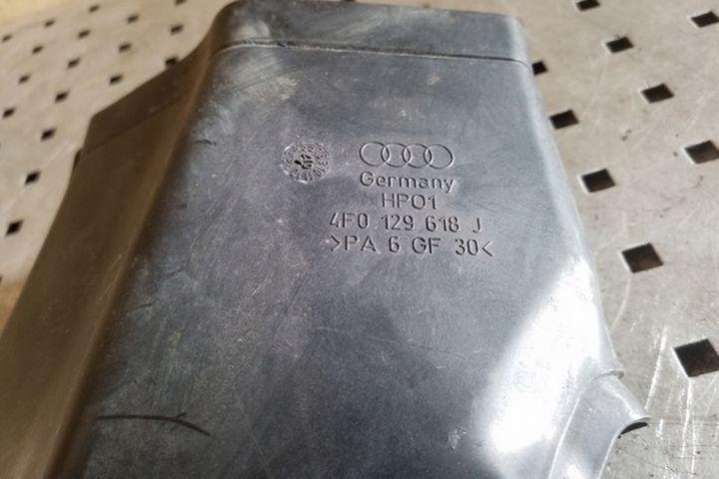 Germany
HP01
4F0 129 618 J
>PA 6 GF 30<